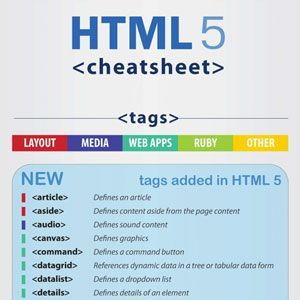 HTML 5
<cheatsheet>
<tags>
LAYOUT MEDIA WEB APPS RUBY OTHER
NEW tags added in HTML 5
<article> Defines an article
<aside> Defines content aside from the page content
<audio> Defines sound content
<canvas> Defines graphics
<command> Defines a command button
<datagrid> References dynamic data in a tree or tabular data form
<datalist> Defines a dropdown list
<details> Defines details of an element